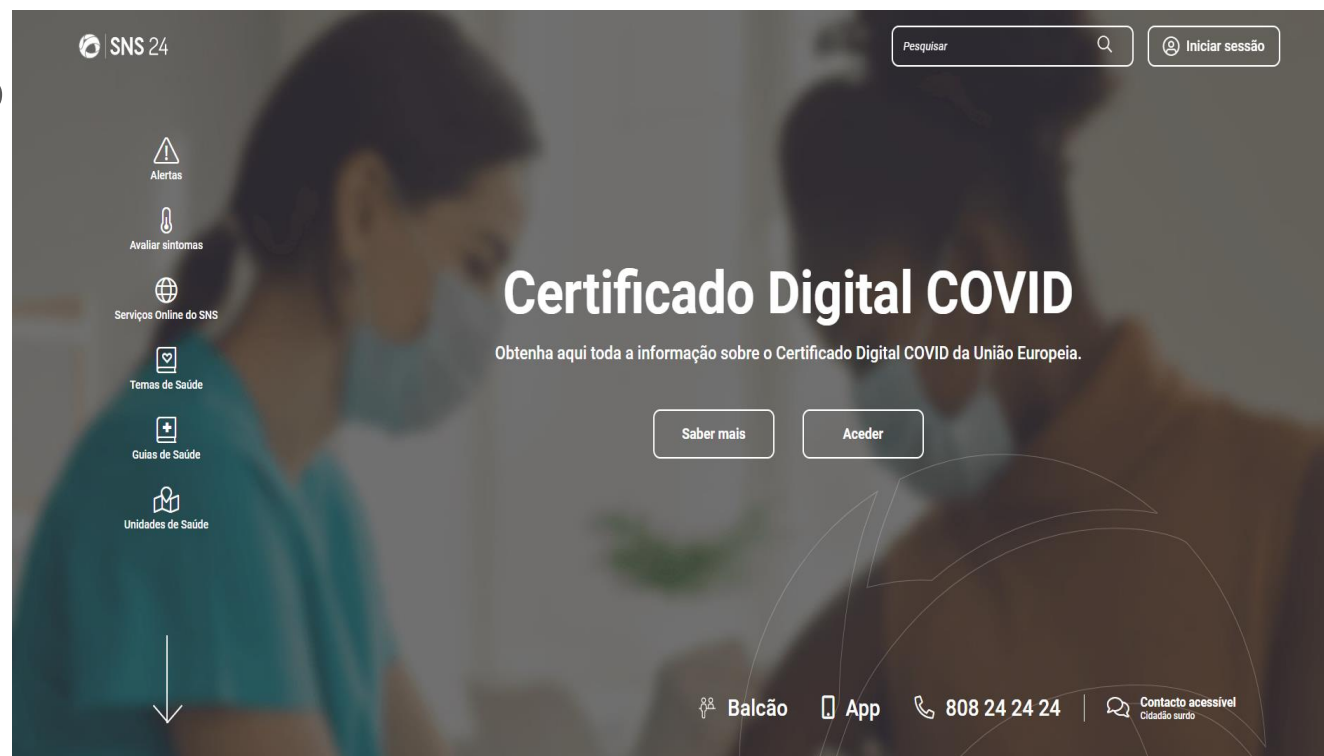 SNS 24
Pesquisar
Iniciar sessão
Alertas
Avaliar sintomas
Serviços Online do SNS
Temas de Saúde
Guias de Saúde
Unidades de Saúde
Certificado Digital COVID
Obtenha aqui toda a informação sobre o Certificado Digital COVID da União Europeia.
Saber mais
Aceder
Balcão
App
808 24 24 24
Contacto acessível
Cidadão surdo